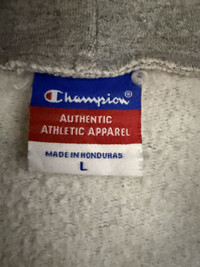 Champion®
AUTHENTIC
ATHLETIC APPAREL
MADE IN HONDURAS
L